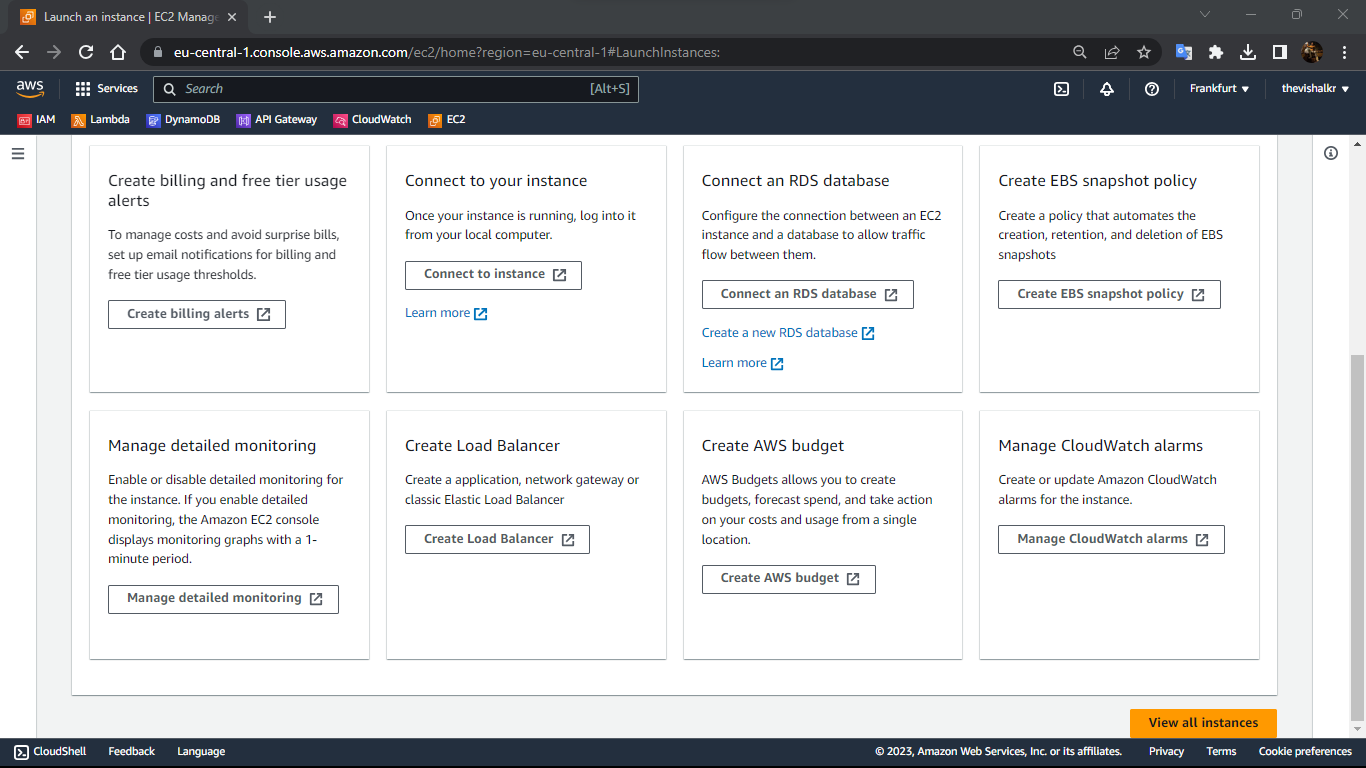 Launch an instance | EC2 Manage
eu-central-1.console.aws.amazon.com/ec2/home?region=eu-central-1#LaunchInstances:
aws
Services
Search
[Alt+S]
Frankfurt
thevishalkr
IAM
Lambda
DynamoDB
API Gateway
CloudWatch
EC2
Create billing and free tier usage
alerts
To manage costs and avoid surprise bills,
set up email notifications for billing and
free tier usage thresholds.
Create billing alerts
Connect to your instance
Once your instance is running, log into it
from your local computer.
Connect to instance
Learn more
Connect an RDS database
Configure the connection between an EC2
instance and a database to allow traffic
flow between them.
Connect an RDS database
Create a new RDS database
Learn more
Create EBS snapshot policy
Create a policy that automates the
creation, retention, and deletion of EBS
snapshots
Create EBS snapshot policy
Manage detailed monitoring
Enable or disable detailed monitoring for
the instance. If you enable detailed
monitoring, the Amazon EC2 console
displays monitoring graphs with a 1-
minute period.
Manage detailed monitoring
Create Load Balancer
Create a application, network gateway or
classic Elastic Load Balancer
Create Load Balancer
Create AWS budget
AWS Budgets allows you to create
budgets, forecast spend, and take action
on your costs and usage from a single
location.
Create AWS budget
Manage CloudWatch alarms
Create or update Amazon CloudWatch
alarms for the instance.
Manage CloudWatch alarms
View all instances
CloudShell
Feedback
Language
© 2023, Amazon Web Services, Inc. or its affiliates.
Privacy
Terms
Cookie preferences